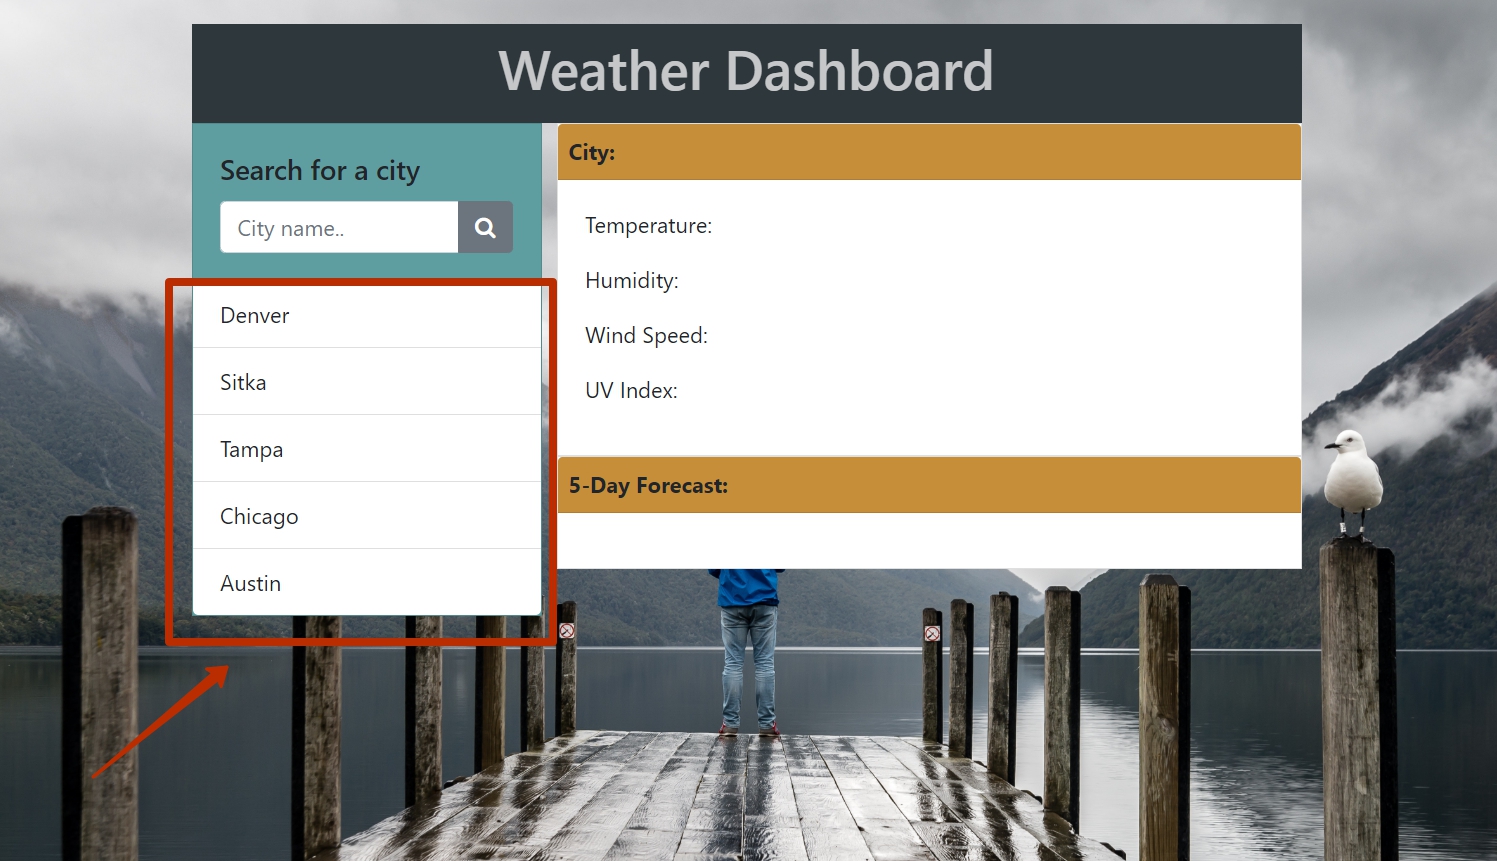 Weather Dashboard
Search for a city
City name..
Denver
Sitka
Tampa
Chicago
Austin
City:
Temperature:
Humidity:
Wind Speed:
UV Index:
5-Day Forecast: